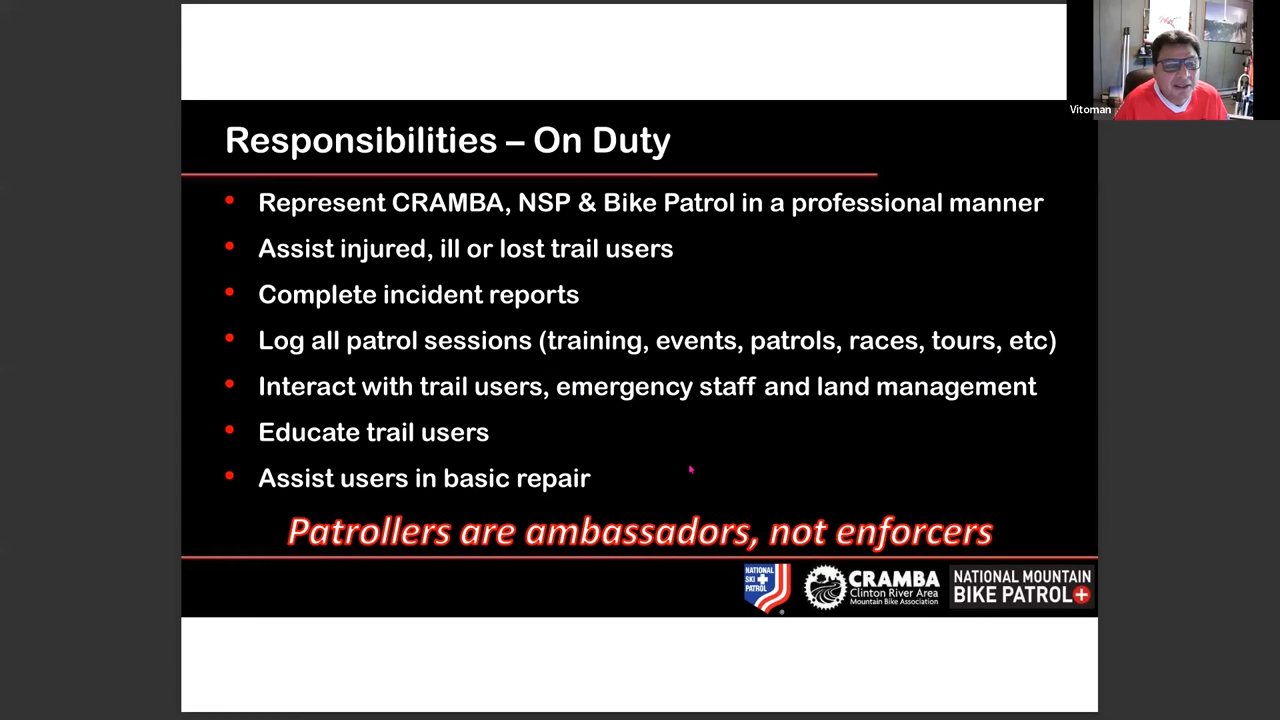 Vitoman
Responsibilities – On Duty
• Represent CRAMBA, NSP & Bike Patrol in a professional manner
• Assist injured, ill or lost trail users
• Complete incident reports
• Log all patrol sessions (training, events, patrols, races, tours, etc)
• Interact with trail users, emergency staff and land management
• Educate trail users
• Assist users in basic repair
Patrollers are ambassadors, not enforcers
NATIONAL
SKI
PATROL
®
CRAMBA
Clinton River Area
Mountain Bike Association
NATIONAL MOUNTAIN
BIKE PATROL